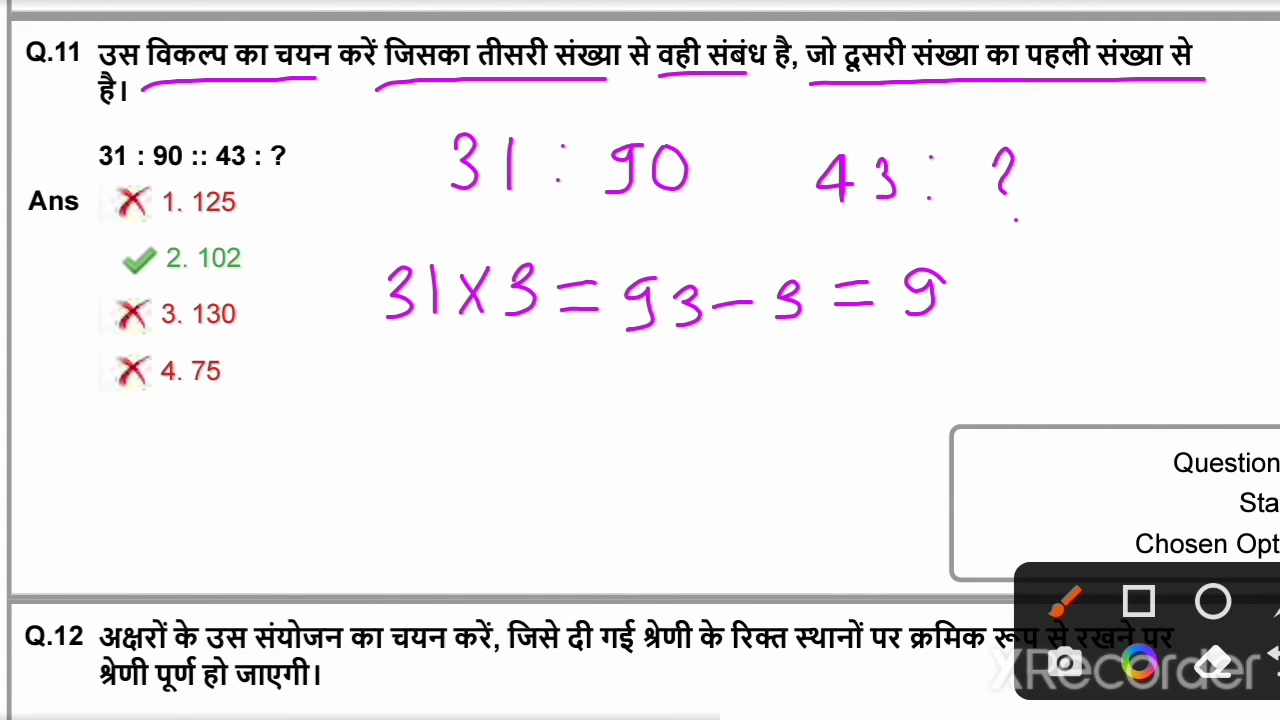 Q.11 उस विकल्प का चयन करें जिसका तीसरी संख्या से वही संबंध है, जो दूसरी संख्या का पहली संख्या से
है।
31 : 90 :: 43 : ?
31 : 90 43 : ?
Ans 1. 125
2. 102
31 × 3 = 93 - 3 = 9
3. 130
4. 75
Question
Sta
Chosen Opt
Q.12 अक्षरों के उस संयोजन का चयन करें, जिसे दी गई श्रेणी के रिक्त स्थानों पर क्रमिक रूप से रखने पर
श्रेणी पूर्ण हो जाएगी।
XRecorder